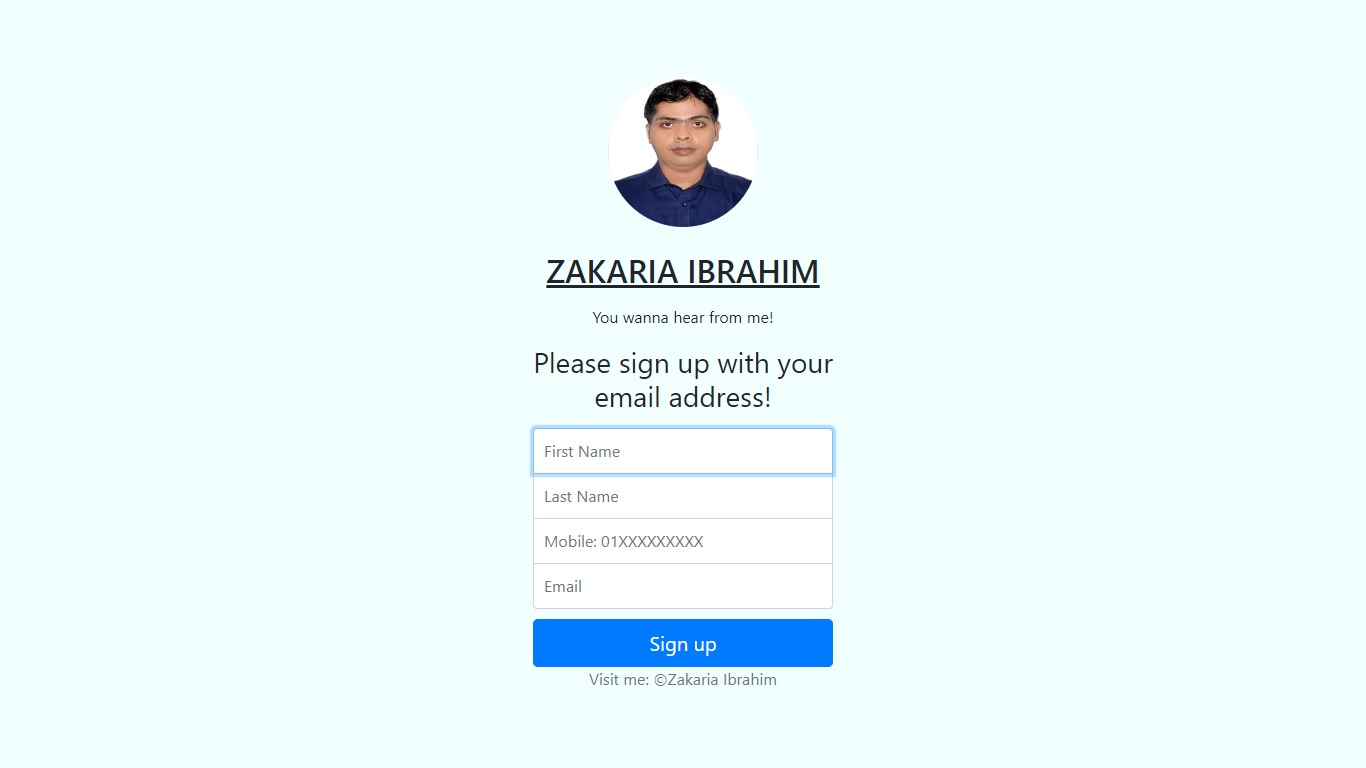 ZAKARIA IBRAHIM
You wanna hear from me!
Please sign up with your
email address!
First Name
Last Name
Mobile: 01XXXXXXXXX
Email
Sign up
Visit me: ©Zakaria Ibrahim